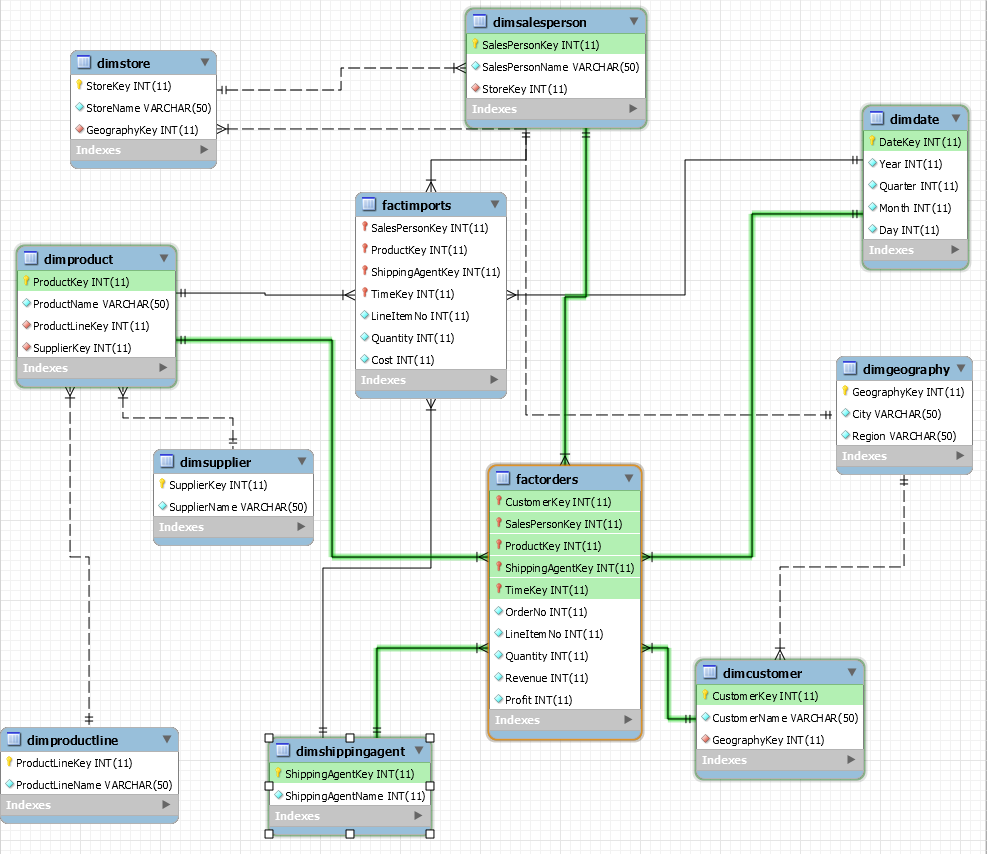 dimsalesperson
SalesPersonKey INT(11)
SalesPersonName VARCHAR(50)
StoreKey INT(11)
Indexes
dimstore
StoreKey INT(11)
StoreName VARCHAR(50)
GeographyKey INT(11)
Indexes
dimdate
DateKey INT(11)
Year INT(11)
Quarter INT(11)
Month INT(11)
Day INT(11)
Indexes
factimports
SalesPersonKey INT(11)
ProductKey INT(11)
ShippingAgentKey INT(11)
TimeKey INT(11)
LineItemNo INT(11)
Quantity INT(11)
Cost INT(11)
Indexes
dimproduct
ProductKey INT(11)
ProductName VARCHAR(50)
ProductLineKey INT(11)
SupplierKey INT(11)
Indexes
dimgeography
GeographyKey INT(11)
City VARCHAR(50)
Region VARCHAR(50)
Indexes
dimsupplier
SupplierKey INT(11)
SupplierName VARCHAR(50)
Indexes
factorders
CustomerKey INT(11)
SalesPersonKey INT(11)
ProductKey INT(11)
ShippingAgentKey INT(11)
TimeKey INT(11)
OrderNo INT(11)
LineItemNo INT(11)
Quantity INT(11)
Revenue INT(11)
Profit INT(11)
Indexes
dimcustomer
CustomerKey INT(11)
CustomerName VARCHAR(50)
GeographyKey INT(11)
Indexes
dimproductline
ProductLineKey INT(11)
ProductLineName VARCHAR(50)
Indexes
dimshippingagent
ShippingAgentKey INT(11)
ShippingAgentName INT(11)
Indexes